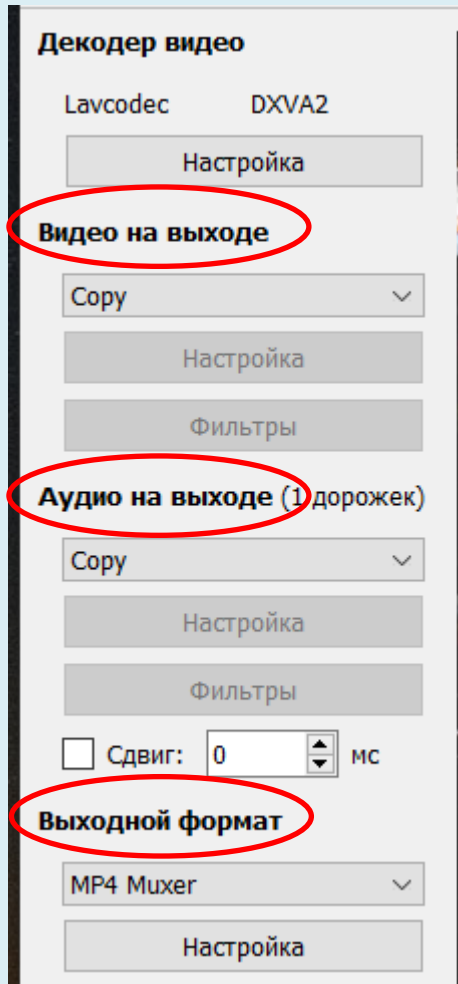 Декодер видео
Lavcodec DXVA2
Настройка
Видео на выходе
Copy
Настройка
Фильтры
Аудио на выходе (1 дорожек)
Copy
Настройка
Фильтры
Сдвиг: 0 мс
Выходной формат
MP4 Muxer
Настройка